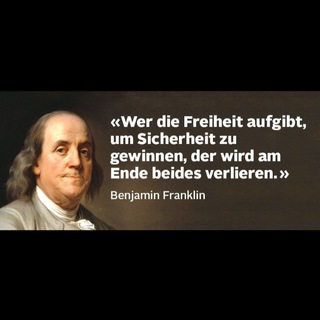 «Wer die Freiheit aufgibt,
um Sicherheit zu
gewinnen, der wird am
Ende beides verlieren.»
Benjamin Franklin